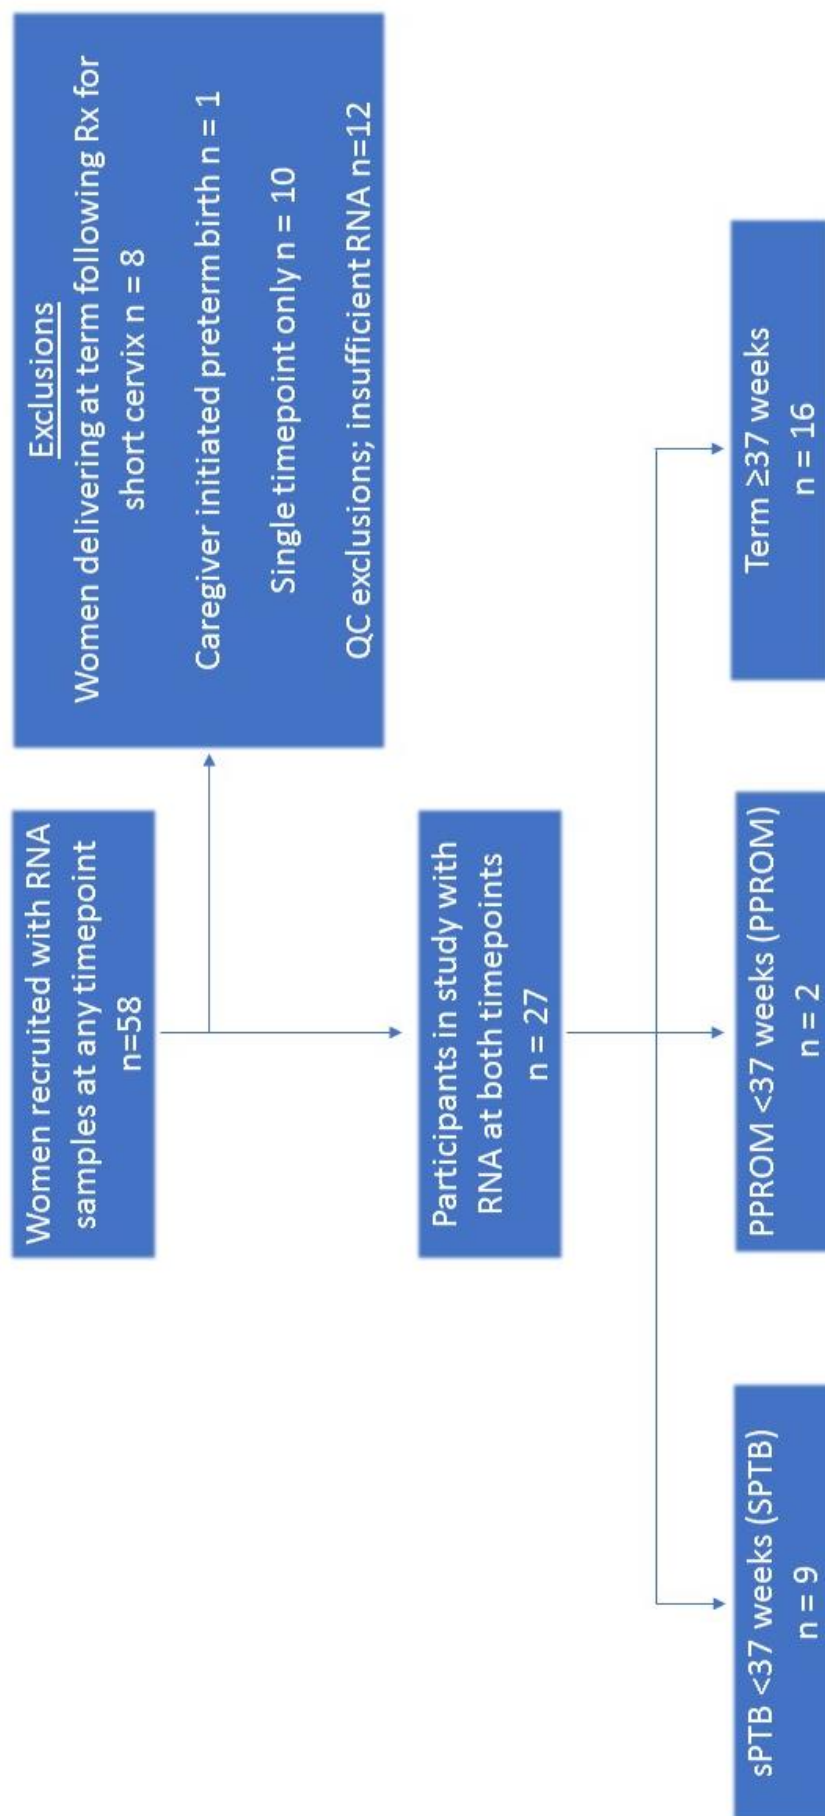 Women recruited with RNA
samples at any timepoint
n=58
Exclusions
Women delivering at term following Rx for
short cervix n = 8
Caregiver initiated preterm birth n = 1
Single timepoint only n = 10
QC exclusions; insufficient RNA n=12
Participants in study with
RNA at both timepoints
n = 27
sPTB <37 weeks (SPTB)
n = 9
PPROM <37 weeks (PPROM)
n = 2
Term ≥37 weeks
n = 16